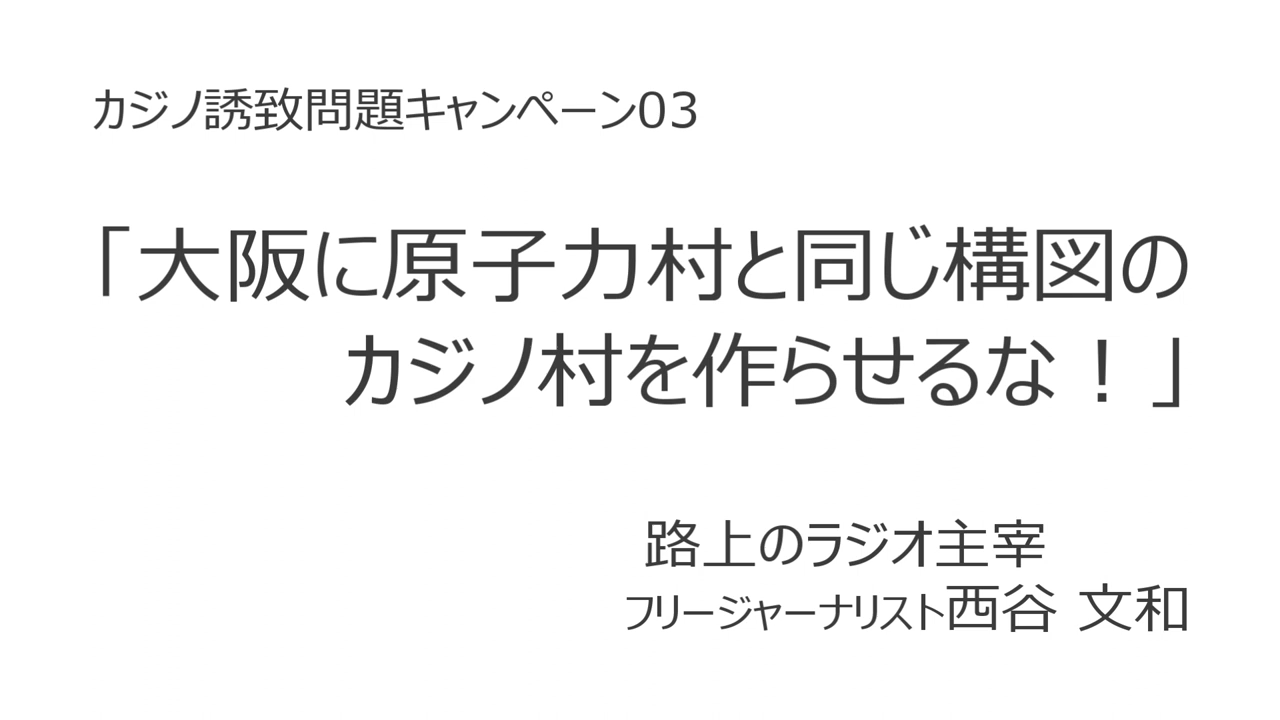 カジノ誘致問題キャンペーン03
「大阪に原子力村と同じ構図の
カジノ村を作らせるな！」
路上のラジオ主宰
フリージャーナリスト西谷 文和